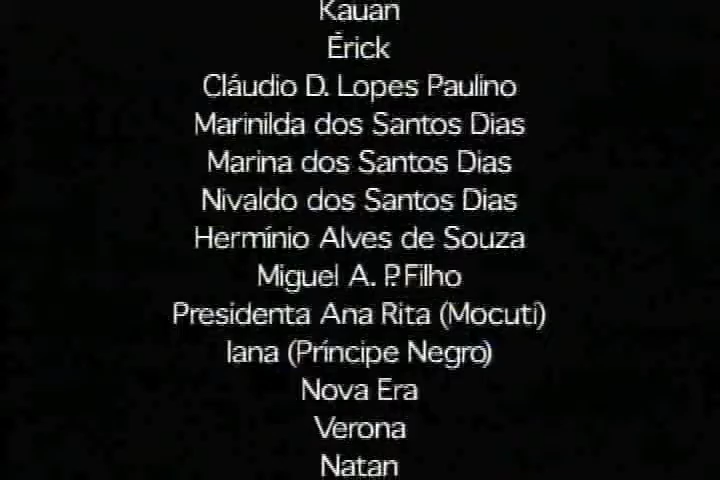 Kauan
Érick
Cláudio D. Lopes Paulino
Marinilda dos Santos Dias
Marina dos Santos Dias
Nivaldo dos Santos Dias
Hermínio Alves de Souza
Miguel A. P. Filho
Presidenta Ana Rita (Mocuti)
Iana (Príncipe Negro)
Nova Era
Verona
Natan